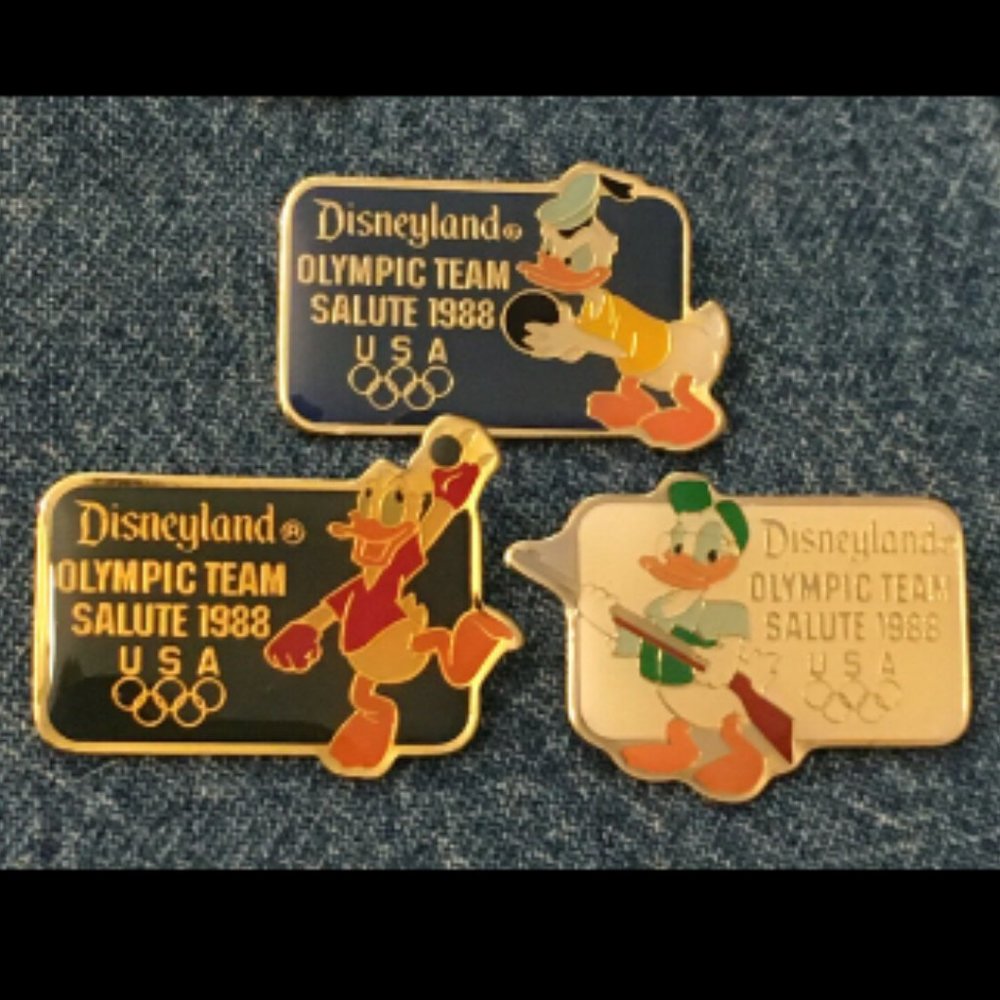 Disneyland®
OLYMPIC TEAM
SALUTE 1988
USA
Disneyland®
OLYMPIC TEAM
SALUTE 1988
USA
Disneyland®
OLYMPIC TEAM
SALUTE 1988
USA